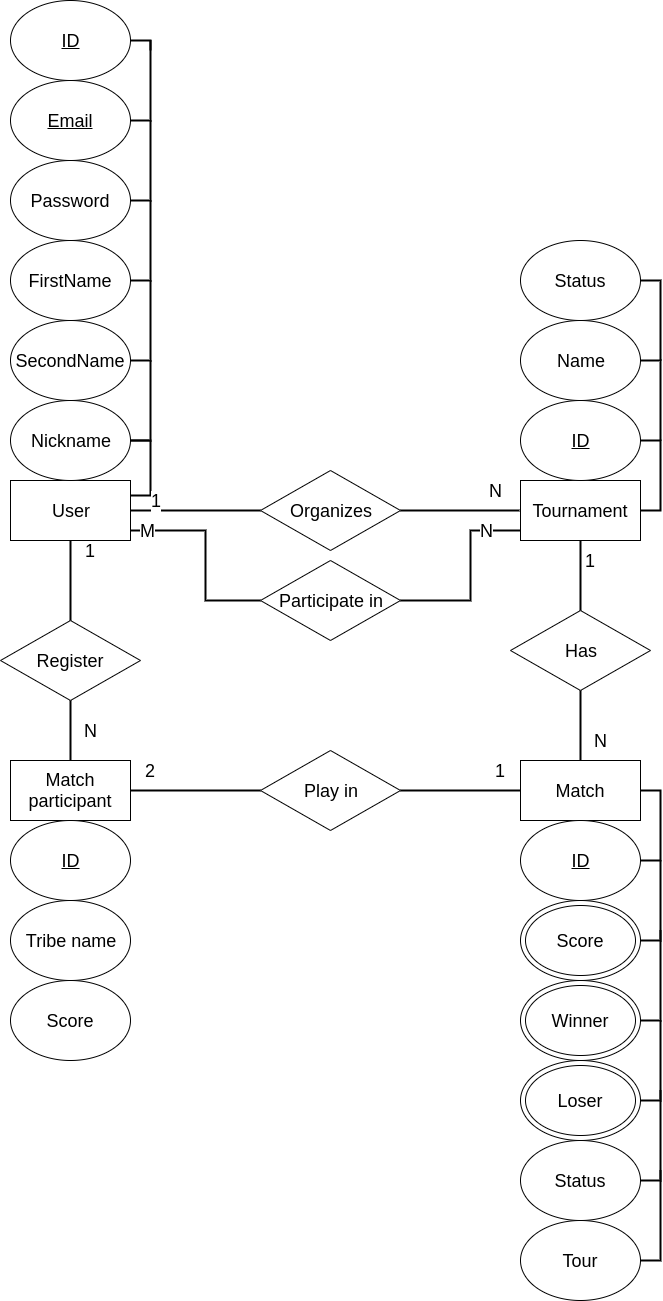 ID
Email
Password
FirstName
SecondName
Nickname
Status
Name
ID
User
1
Organizes
N
Tournament
M
Participate in
N
1
1
Register
Has
N
N
Match
participant
2
Play in
1
Match
ID
Tribe name
Score
ID
Score
Winner
Loser
Status
Tour